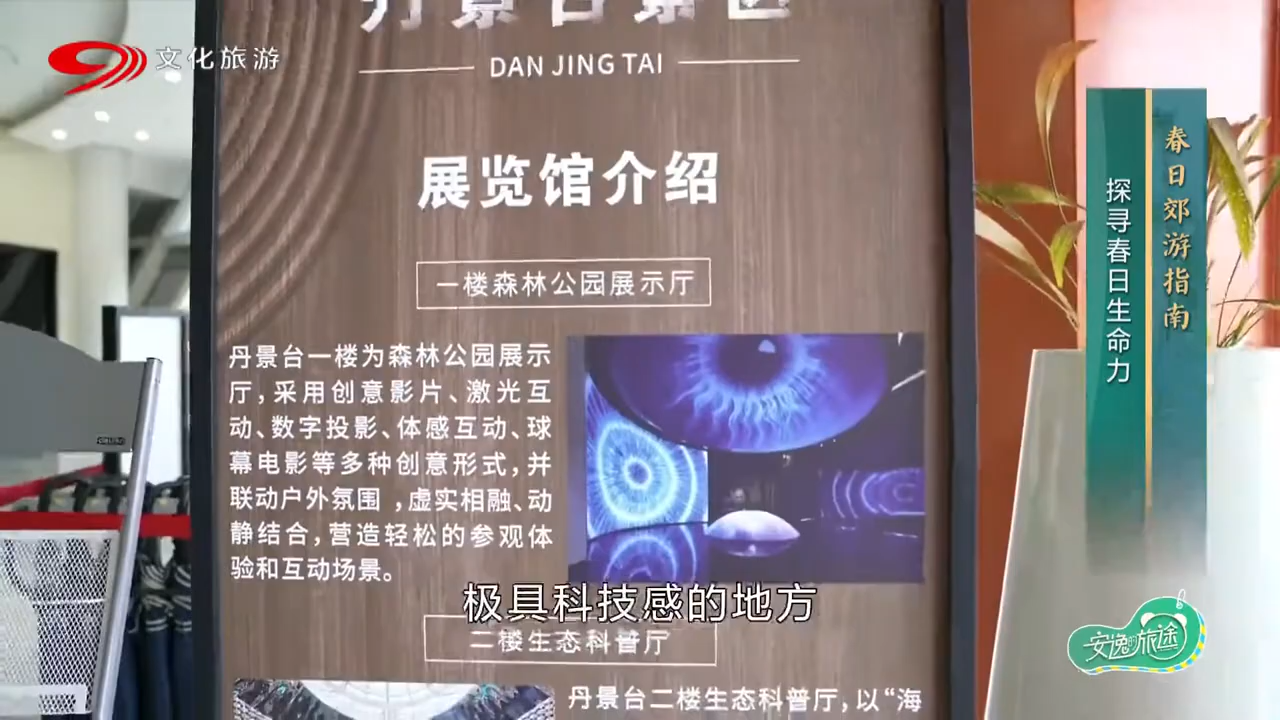 文化旅游
丹景台景区
DAN JING TAI
展览馆介绍
一楼森林公园展示厅
丹景台一楼为森林公园展示
厅，采用创意影片、激光互
动、数字投影、体感互动、球
幕电影等多种创意形式，并
联动户外氛围，虚实相融、动
静结合，营造轻松的参观体
验和互动场景。
极具科技感的地方
二楼生态科普厅
丹景台二楼生态科普厅，以“海
春日郊游指南
探寻春日生命力
安逸的旅途